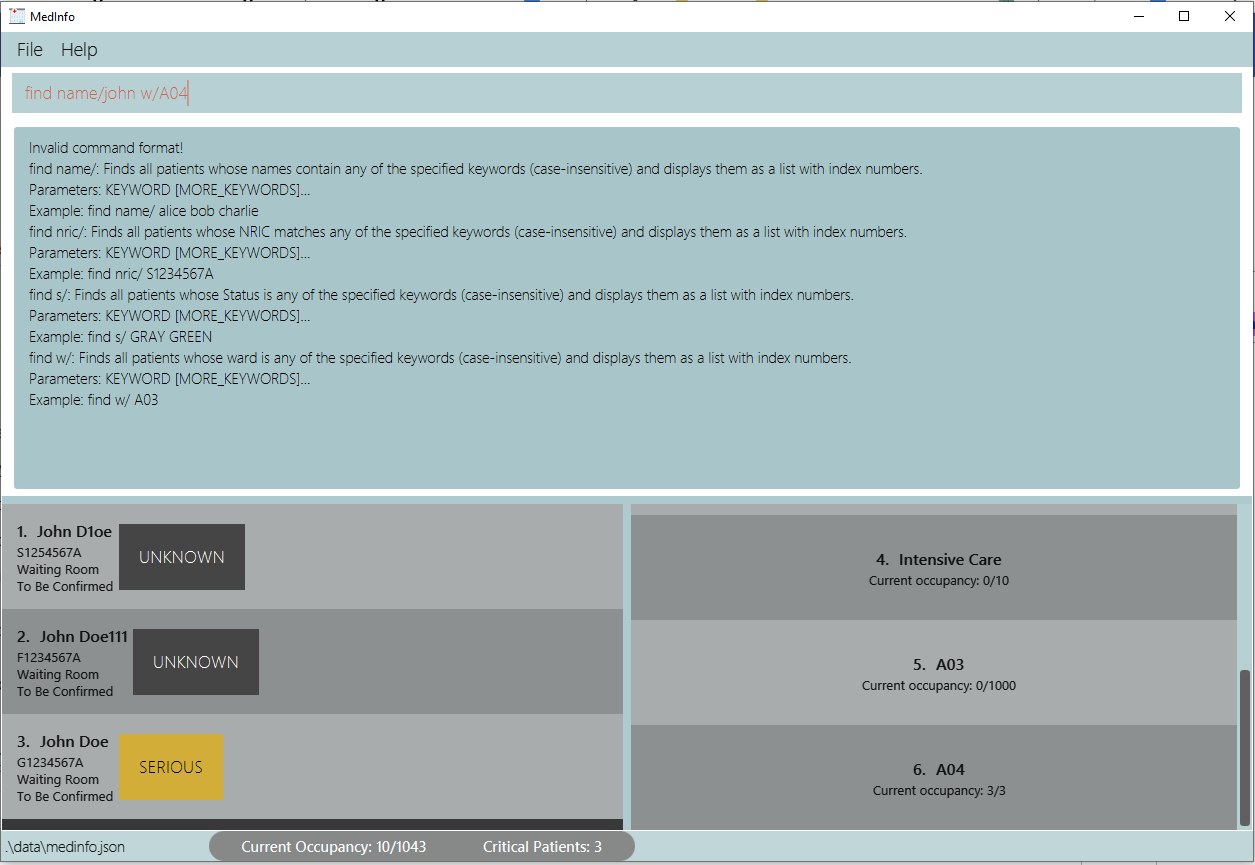 MedInfo
File Help
find name/john w/A04
Invalid command format!
find name/: Finds all patients whose names contain any of the specified keywords (case-insensitive) and displays them as a list with index numbers.
Parameters: KEYWORD [MORE_KEYWORDS]...
Example: find name/ alice bob charlie
find nric/: Finds all patients whose NRIC matches any of the specified keywords (case-insensitive) and displays them as a list with index numbers.
Parameters: KEYWORD [MORE_KEYWORDS]...
Example: find nric/ S1234567A
find s/: Finds all patients whose Status is any of the specified keywords (case-insensitive) and displays them as a list with index numbers.
Parameters: KEYWORD [MORE_KEYWORDS]...
Example: find s/ GRAY GREEN
find w/: Finds all patients whose ward is any of the specified keywords (case-insensitive) and displays them as a list with index numbers.
Parameters: KEYWORD [MORE_KEYWORDS]...
Example: find w/ A03
1. John D1oe
S1254567A
Waiting Room
To Be Confirmed
UNKNOWN
2. John Doe111
F1234567A
Waiting Room
To Be Confirmed
UNKNOWN
3. John Doe
G1234567A
Waiting Room
To Be Confirmed
SERIOUS
4. Intensive Care
Current occupancy: 0/10
5. A03
Current occupancy: 0/1000
6. A04
Current occupancy: 3/3
.\data\medinfo.json
Current Occupancy: 10/1043
Critical Patients: 3